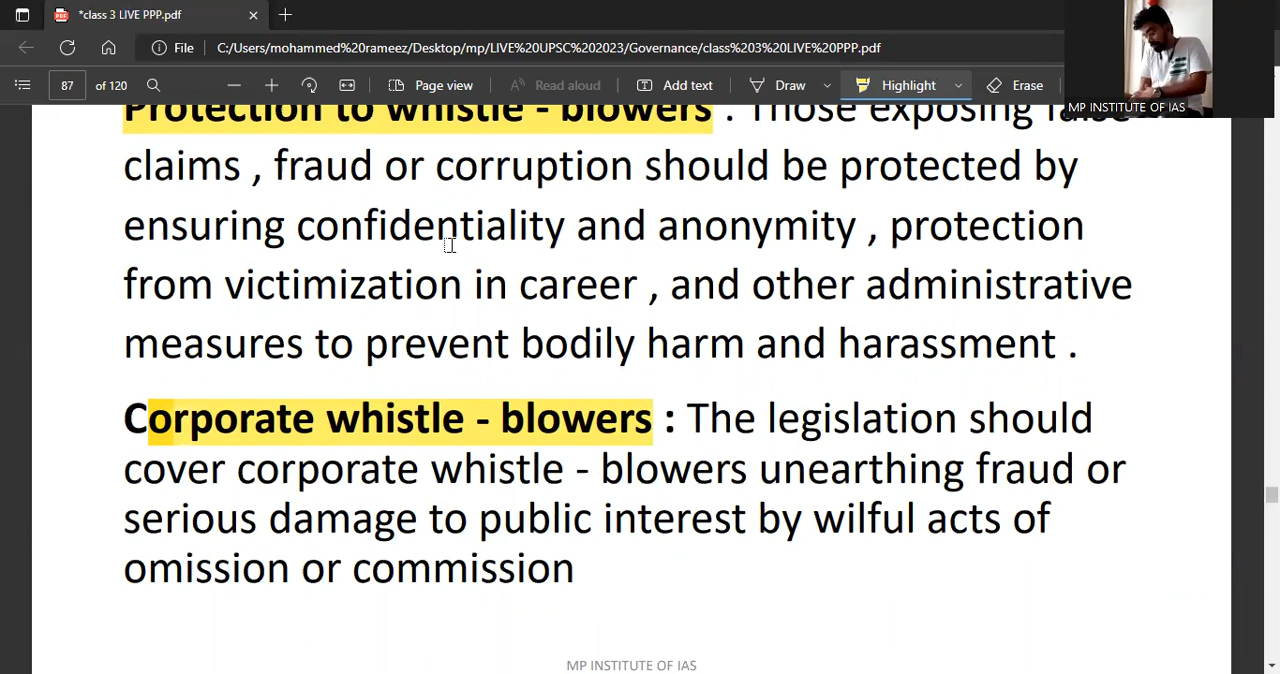 *class 3 LIVE PPP.pdf
File C:/Users/mohammed%20rameez/Desktop/mp/LIVE%20UPSC%202023/Governance/class%203%20LIVE%20PPP.pdf
87 of 120 Page view Read aloud Add text Draw Highlight Erase
MP INSTITUTE OF IAS
Protection to whistle - blowers : Those exposing false
claims , fraud or corruption should be protected by
ensuring confidentiality and anonymity , protection
from victimization in career , and other administrative
measures to prevent bodily harm and harassment .
Corporate whistle - blowers : The legislation should
cover corporate whistle - blowers unearthing fraud or
serious damage to public interest by wilful acts of
omission or commission
MP INSTITUTE OF IAS